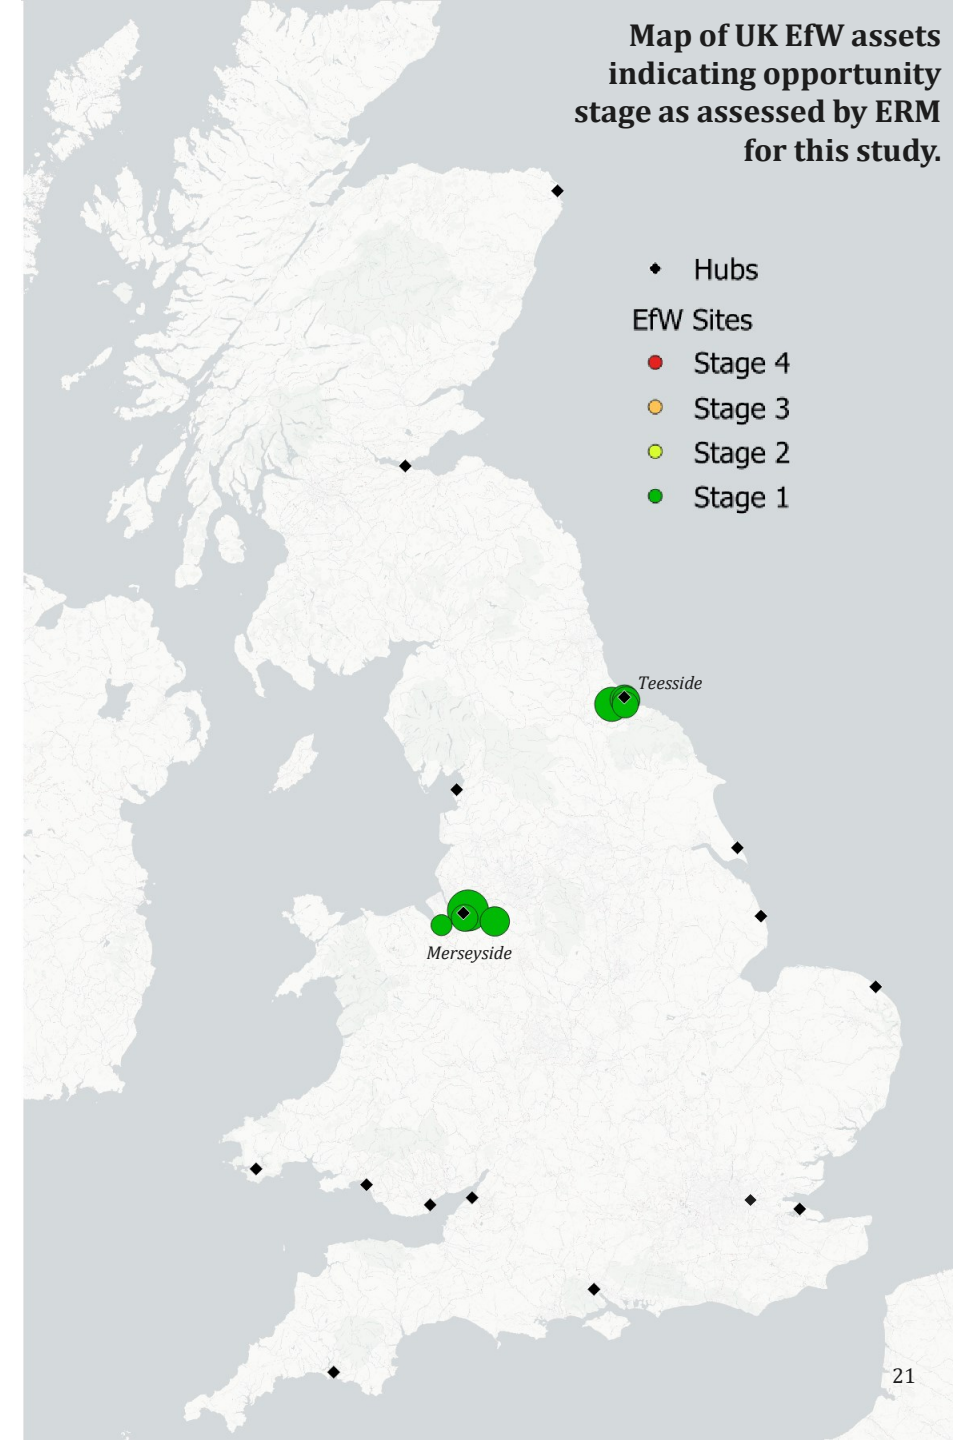 Map of UK EfW assets
indicating opportunity
stage as assessed by ERM
for this study.
Hubs
EfW Sites
Stage 4
Stage 3
Stage 2
Stage 1
Teesside
Merseyside
21